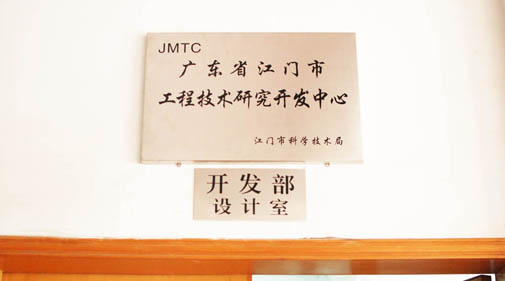 JMTC
广东省江门市
工程技术研究开发中心
江门市科学技术局
开发部
设计室